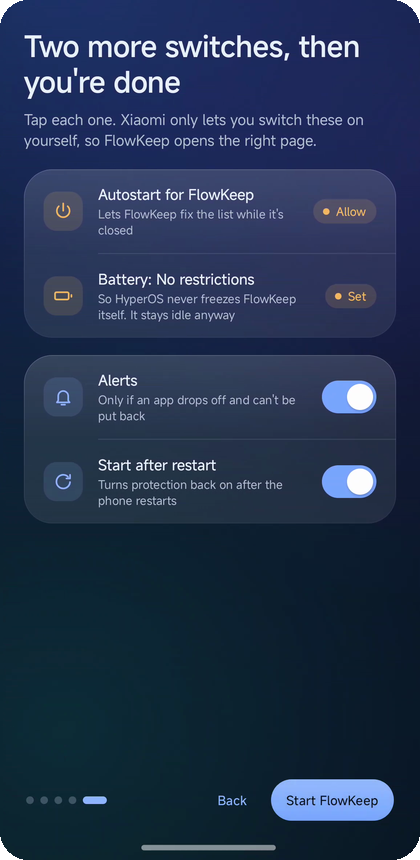 Two more switches, then
you're done
Tap each one. Xiaomi only lets you switch these on
yourself, so FlowKeep opens the right page.
Autostart for FlowKeep
Lets FlowKeep fix the list while it's
closed
Allow
Battery: No restrictions
So HyperOS never freezes FlowKeep
itself. It stays idle anyway
Set
Alerts
Only if an app drops off and can't be
put back
Start after restart
Turns protection back on after the
phone restarts
Back
Start FlowKeep